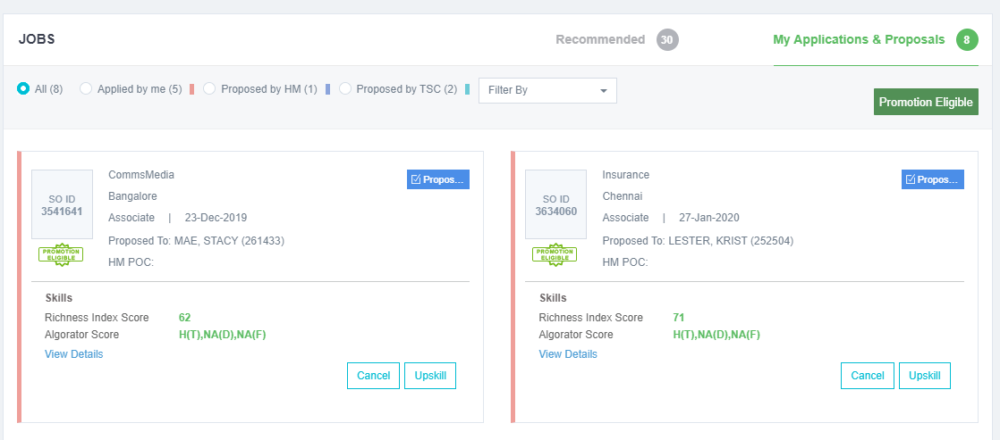 JOBS
Recommended 30
My Applications & Proposals 8
All (8) Applied by me (5) Proposed by HM (1) Proposed by TSC (2) Filter By
Promotion Eligible
SO ID
3541641
PROMOTION
ELIGIBLE
CommsMedia
Bangalore
Associate | 23-Dec-2019
Proposed To: MAE, STACY (261433)
HM POC:
Propos...
Skills
Richness Index Score 62
Algorator Score H(T),NA(D),NA(F)
View Details
Cancel Upskill
SO ID
3634060
PROMOTION
ELIGIBLE
Insurance
Chennai
Associate | 27-Jan-2020
Proposed To: LESTER, KRIST (252504)
HM POC:
Propos...
Skills
Richness Index Score 71
Algorator Score H(T),NA(D),NA(F)
View Details
Cancel Upskill